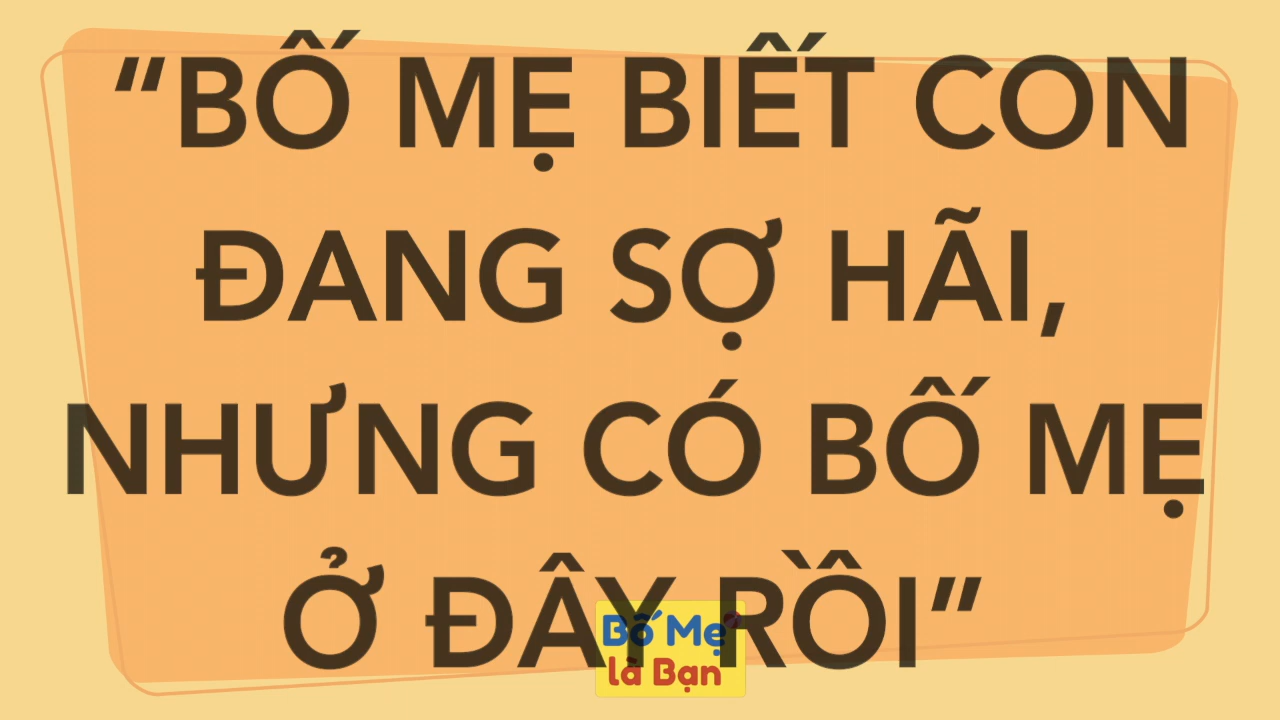 “BỐ MẸ BIẾT CON
ĐANG SỢ HÃI,
NHƯNG CÓ BỐ MẸ
Ở ĐÂY RỒI”
Bố Mẹ
là Bạn